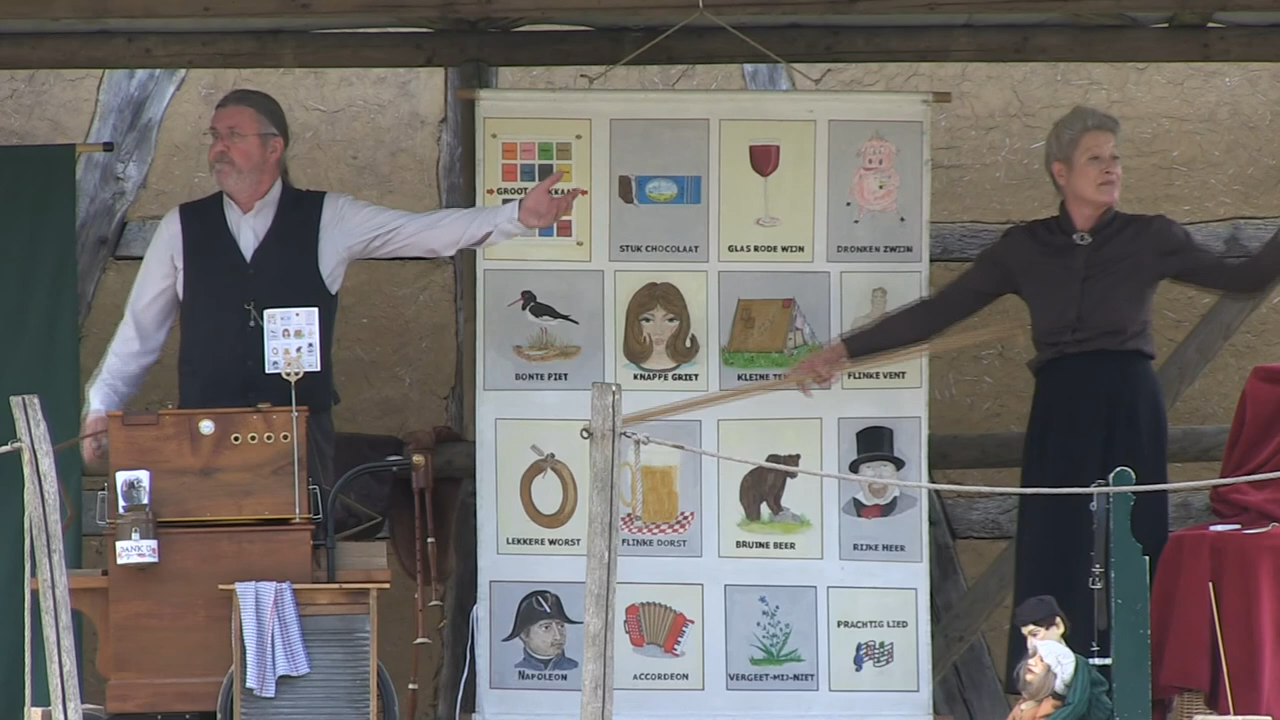 GROOT
STUK CHOCOLAAT
GLAS RODE WIJN
DRONKEN ZWIJN
BONTE PIET
KNAPPE GRIET
KLEINE
FLINKE VENT
LEKKERE WORST
FLINKE DORST
BRUINE BEER
RIJKE HEER
NAPOLEON
ACCORDEON
VERGEET-MIJ-NIET
PRACHTIG LIED
DANK U